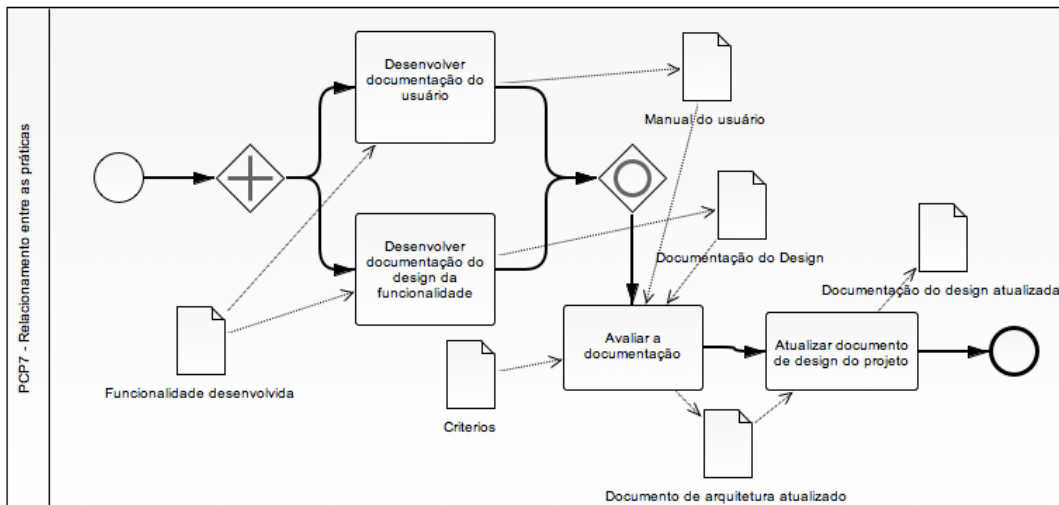 PCP7 - Relacionamento entre as práticas
Desenvolver
documentação do
usuário
Manual do usuário
Desenvolver
documentação do
design da
funcionalidade
Documentação do Design
Documentação do design atualizada
Funcionalidade desenvolvida
Criterios
Avaliar a
documentação
Atualizar documento
de design do projeto
Documento de arquitetura atualizado